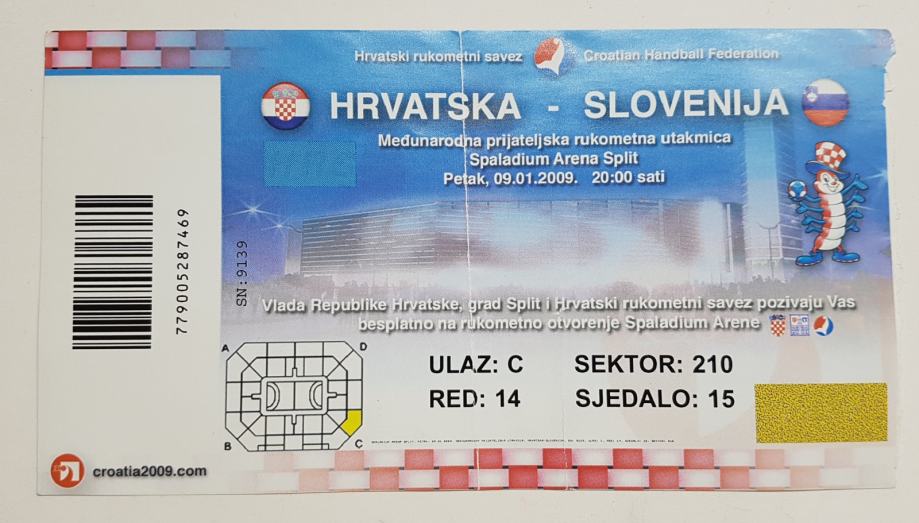 Hrvatski rukometni savez Croatian Handball Federation
HRVATSKA - SLOVENIJA
Međunarodna prijateljska rukometna utakmica
Spaladium Arena Split
Petak, 09.01.2009. 20:00 sati
779005287469
SN:9139
Vlada Republike Hrvatske, grad Split i Hrvatski rukometni savez pozivaju Vas
besplatno na rukometno otvorenje Spaladium Arene
A D
B C
ULAZ: C SEKTOR: 210
RED: 14 SJEDALO: 15
croatia2009.com